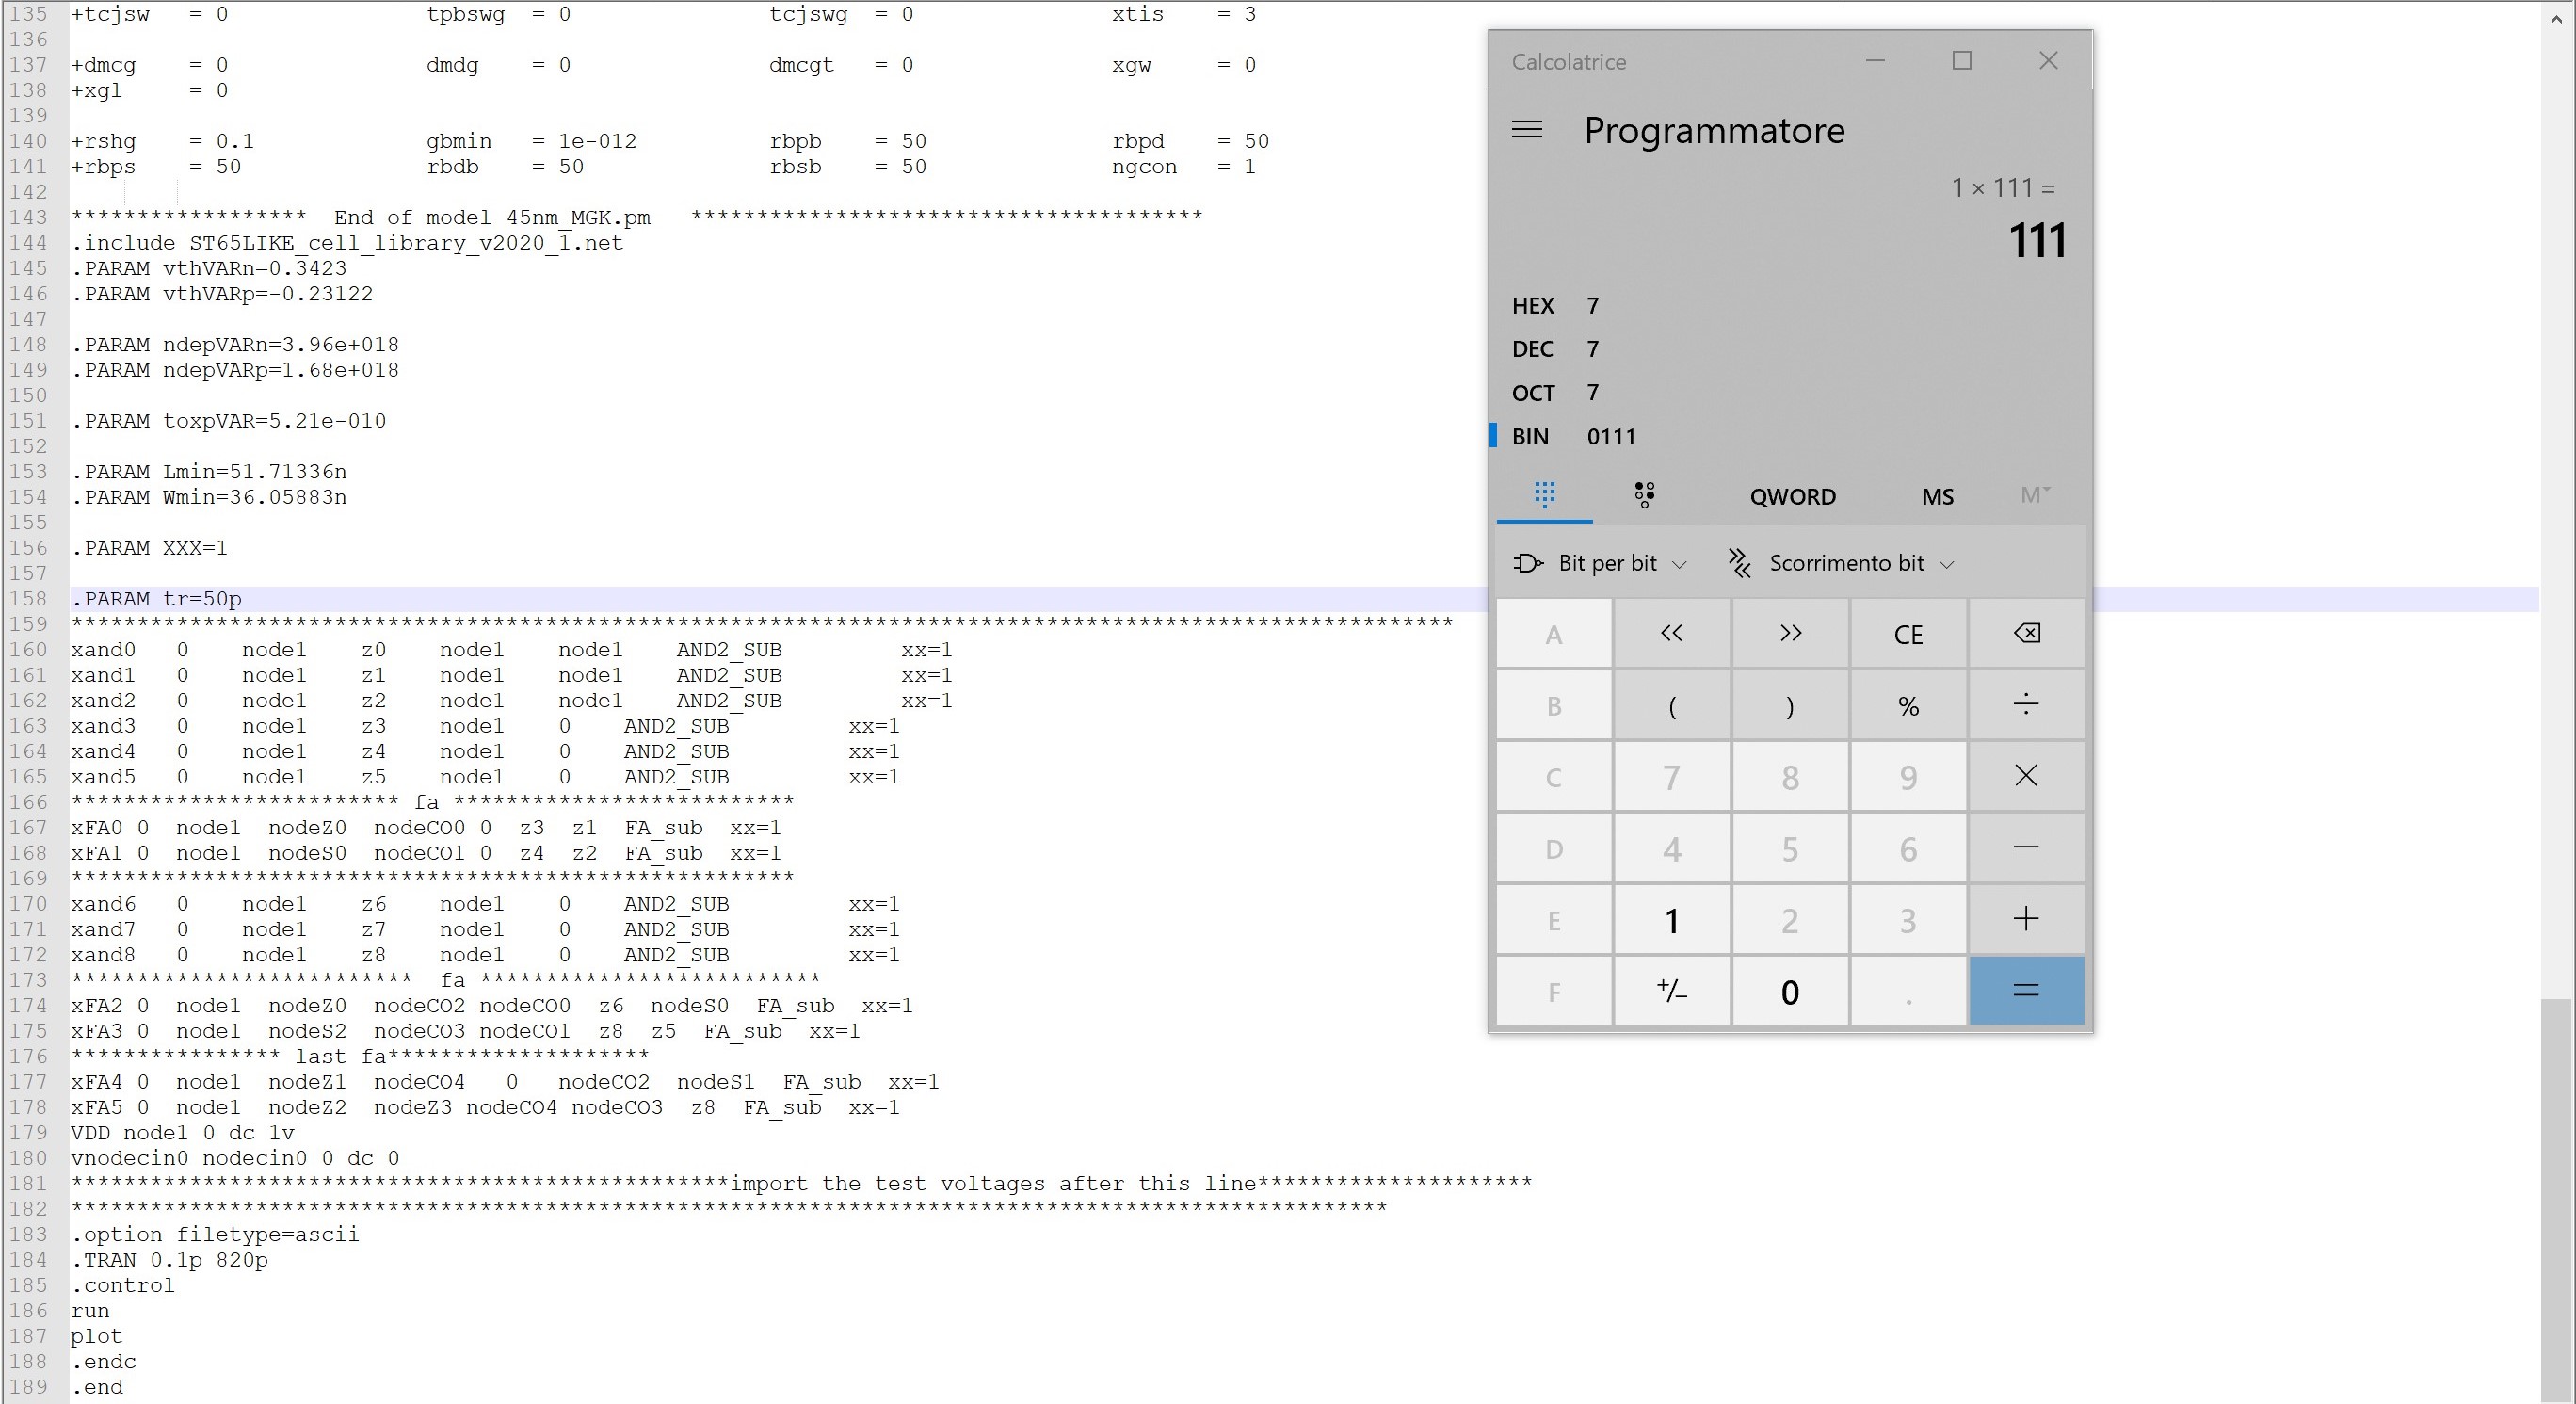 135 +tcjsw = 0 tpbswg = 0 tcjswg = 0 xtis = 3
136
137 +dmcg = 0 dmdg = 0 dmcgt = 0 xgw = 0
138 +xgl = 0
139
140 +rshg = 0.1 gbmin = 1e-012 rbpb = 50 rbpd = 50
141 +rbps = 50 rbdb = 50 rbsb = 50 ngcon = 1
142
143 ****************** End of model 45nm_MGK.pm ***************************************
144 .include ST65LIKE_cell_library_v2020_1.net
145 .PARAM vthVARn=0.3423
146 .PARAM vthVARp=-0.23122
147
148 .PARAM ndepVARn=3.96e+018
149 .PARAM ndepVARp=1.68e+018
150
151 .PARAM toxpVAR=5.21e-010
152
153 .PARAM Lmin=51.71336n
154 .PARAM Wmin=36.05883n
155
156 .PARAM XXX=1
157
158 .PARAM tr=50p
159 *********************************************************************************************************
160 xand0 0 node1 z0 node1 node1 AND2_SUB xx=1
161 xand1 0 node1 z1 node1 node1 AND2_SUB xx=1
162 xand2 0 node1 z2 node1 node1 AND2_SUB xx=1
163 xand3 0 node1 z3 node1 0 AND2_SUB xx=1
164 xand4 0 node1 z4 node1 0 AND2_SUB xx=1
165 xand5 0 node1 z5 node1 0 AND2_SUB xx=1
166 ************************* fa **************************
167 xFA0 0 node1 nodeZ0 nodeCO0 0 z3 z1 FA_sub xx=1
168 xFA1 0 node1 nodeS0 nodeCO1 0 z4 z2 FA_sub xx=1
169 *******************************************************
170 xand6 0 node1 z6 node1 0 AND2_SUB xx=1
171 xand7 0 node1 z7 node1 0 AND2_SUB xx=1
172 xand8 0 node1 z8 node1 0 AND2_SUB xx=1
173 ************************** fa **************************
174 xFA2 0 node1 nodeZ0 nodeCO2 nodeCO0 z6 nodeS0 FA_sub xx=1
175 xFA3 0 node1 nodeS2 nodeCO3 nodeCO1 z8 z5 FA_sub xx=1
176 **************** last fa********************
177 xFA4 0 node1 nodeZ1 nodeCO4 0 nodeCO2 nodeS1 FA_sub xx=1
178 xFA5 0 node1 nodeZ2 nodeZ3 nodeCO4 nodeCO3 z8 FA_sub xx=1
179 VDD node1 0 dc 1v
180 vnodecin0 nodecin0 0 dc 0
181 **************************************************import the test voltages after this line*********************
182 ****************************************************************************************************
183 .option filetype=ascii
184 .TRAN 0.1p 820p
185 .control
186 run
187 plot
188 .endc
189 .end
Calcolatrice
Programmatore
1 × 111 =
111
HEX 7
DEC 7
OCT 7
BIN 0111
QWORD MS M
Bit per bit Scorrimento bit
A << >> CE
B ( ) % ÷
C 7 8 9 ×
D 4 5 6 −
E 1 2 3 +
F +/− 0 . =